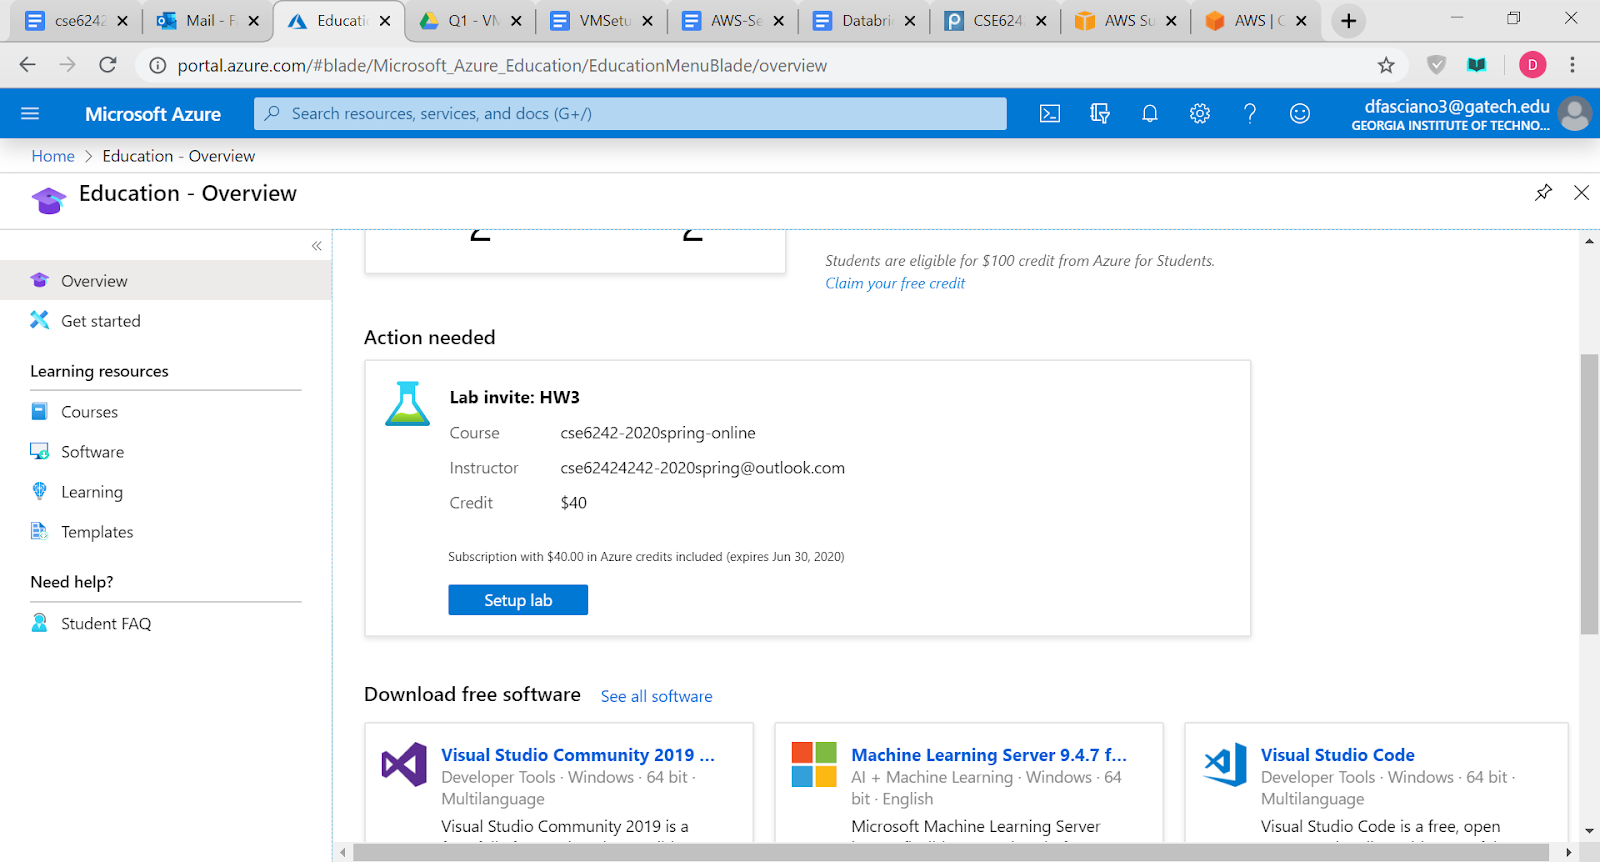 cse6242
Mail - F
Educatio
Q1 - VM
VMSetu
AWS-Se
Databri
CSE624
AWS Su
AWS | C
portal.azure.com/#blade/Microsoft_Azure_Education/EducationMenuBlade/overview
D
Microsoft Azure
Search resources, services, and docs (G+/)
dfasciano3@gatech.edu
GEORGIA INSTITUTE OF TECHNO...
Home > Education - Overview
Education - Overview
Overview
Get started
Learning resources
Courses
Software
Learning
Templates
Need help?
Student FAQ
Students are eligible for $100 credit from Azure for Students.
Claim your free credit
Action needed
Lab invite: HW3
Course cse6242-2020spring-online
Instructor cse62424242-2020spring@outlook.com
Credit $40
Subscription with $40.00 in Azure credits included (expires Jun 30, 2020)
Setup lab
Download free software See all software
Visual Studio Community 2019 ...
Developer Tools · Windows · 64 bit ·
Multilanguage
Visual Studio Community 2019 is a
Machine Learning Server 9.4.7 f...
AI + Machine Learning · Windows · 64
bit · English
Microsoft Machine Learning Server
Visual Studio Code
Developer Tools · Windows · 64 bit ·
Multilanguage
Visual Studio Code is a free, open